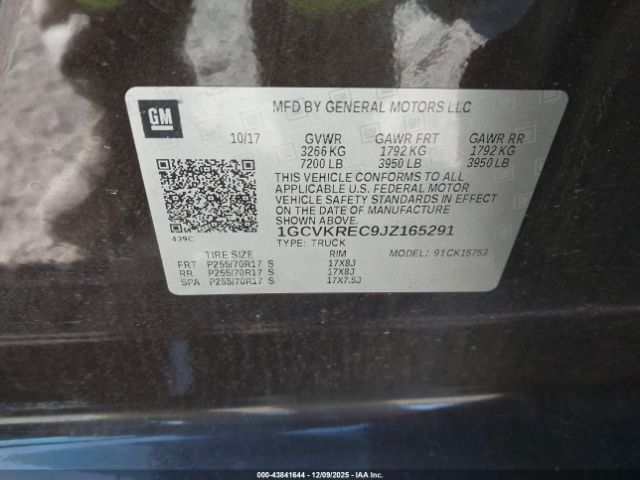 GM
MFD BY GENERAL MOTORS LLC
10/17 GVWR GAWR FRT GAWR RR
3266 KG 1792 KG 1792 KG
7200 LB 3950 LB 3950 LB
THIS VEHICLE CONFORMS TO ALL
APPLICABLE U.S. FEDERAL MOTOR
VEHICLE SAFETY STANDARDS IN EFFECT
ON THE DATE OF MANUFACTURE
SHOWN ABOVE.
439C
1GCVKREC9JZ165291
TYPE: TRUCK
TIRE SIZE RIM MODEL: 91CK15753
FRT P255/70R17 S 17X8J
RR P255/70R17 S 17X8J
SPA P255/70R17 S 17X7.5J
000-43841644 | 12/09/2025 - IAAI.COM